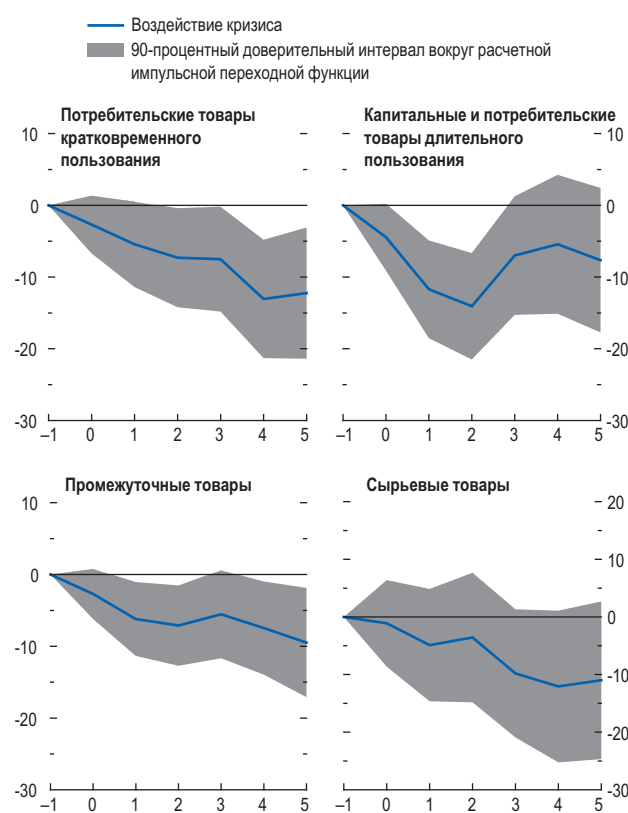 Воздействие кризиса
90-процентный доверительный интервал вокруг расчетной
импульсной переходной функции
Потребительские товары
кратковременного
пользования
10
0
-10
-20
-30
–1 0 1 2 3 4 5
Капитальные и потребительские
товары длительного
пользования
10
0
-10
-20
-30
–1 0 1 2 3 4 5
Промежуточные товары
10
0
-10
-20
-30
–1 0 1 2 3 4 5
Сырьевые товары
20
10
0
-10
-20
-30
–1 0 1 2 3 4 5